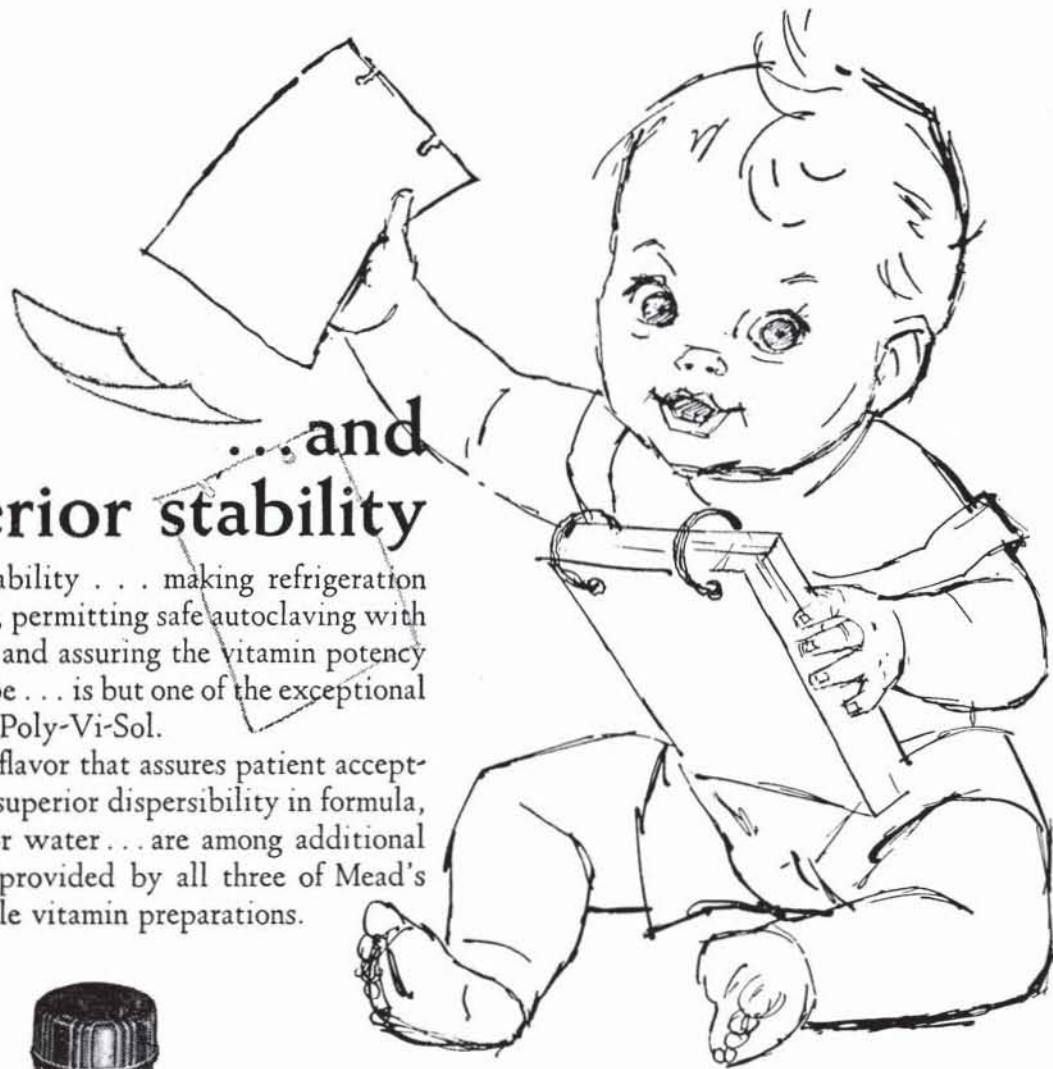 ...and
erior stability
ability . . . making refrigeration
, permitting safe autoclaving with
and assuring the vitamin potency
be . . . is but one of the exceptional
Poly-Vi-Sol.
flavor that assures patient accept-
superior dispersibility in formula,
or water . . . are among additional
provided by all three of Mead's
le vitamin preparations.